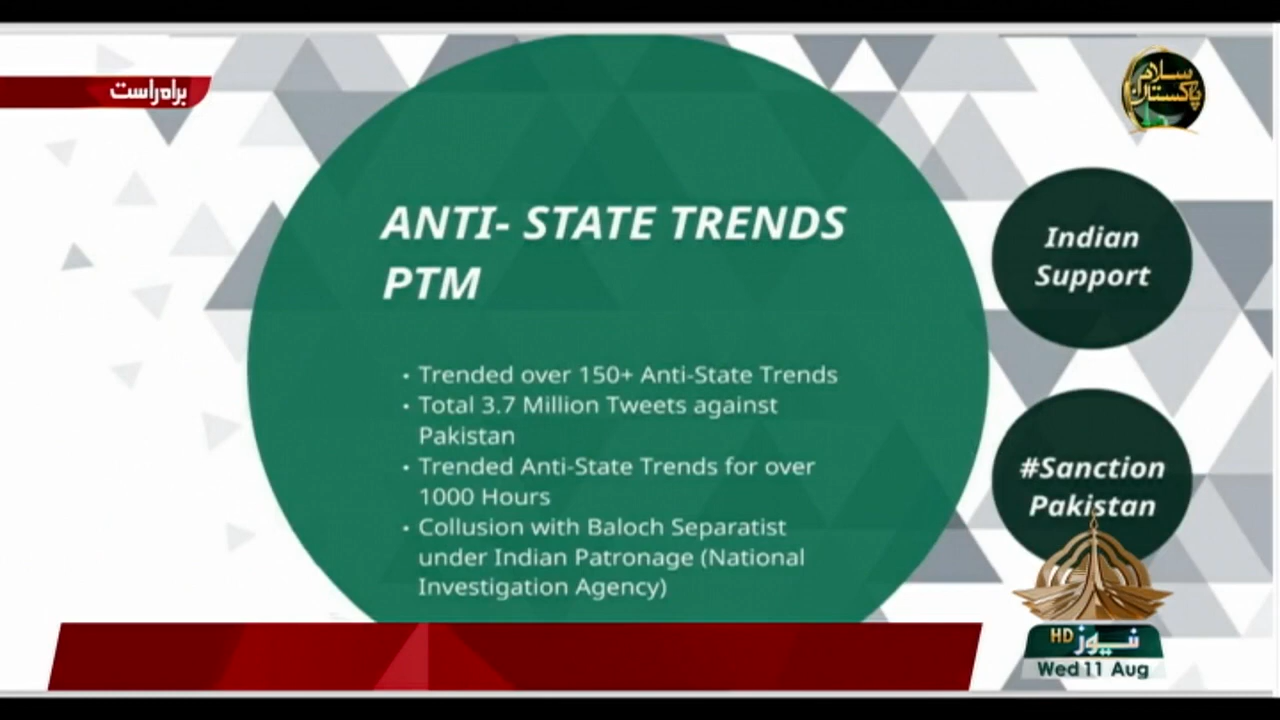 براہ راست
سلام
پاکستان
ANTI- STATE TRENDS
PTM
• Trended over 150+ Anti-State Trends
• Total 3.7 Million Tweets against
Pakistan
• Trended Anti-State Trends for over
1000 Hours
• Collusion with Baloch Separatist
under Indian Patronage (National
Investigation Agency)
Indian
Support
#Sanction
Pakistan
نیوز HD
Wed 11 Aug